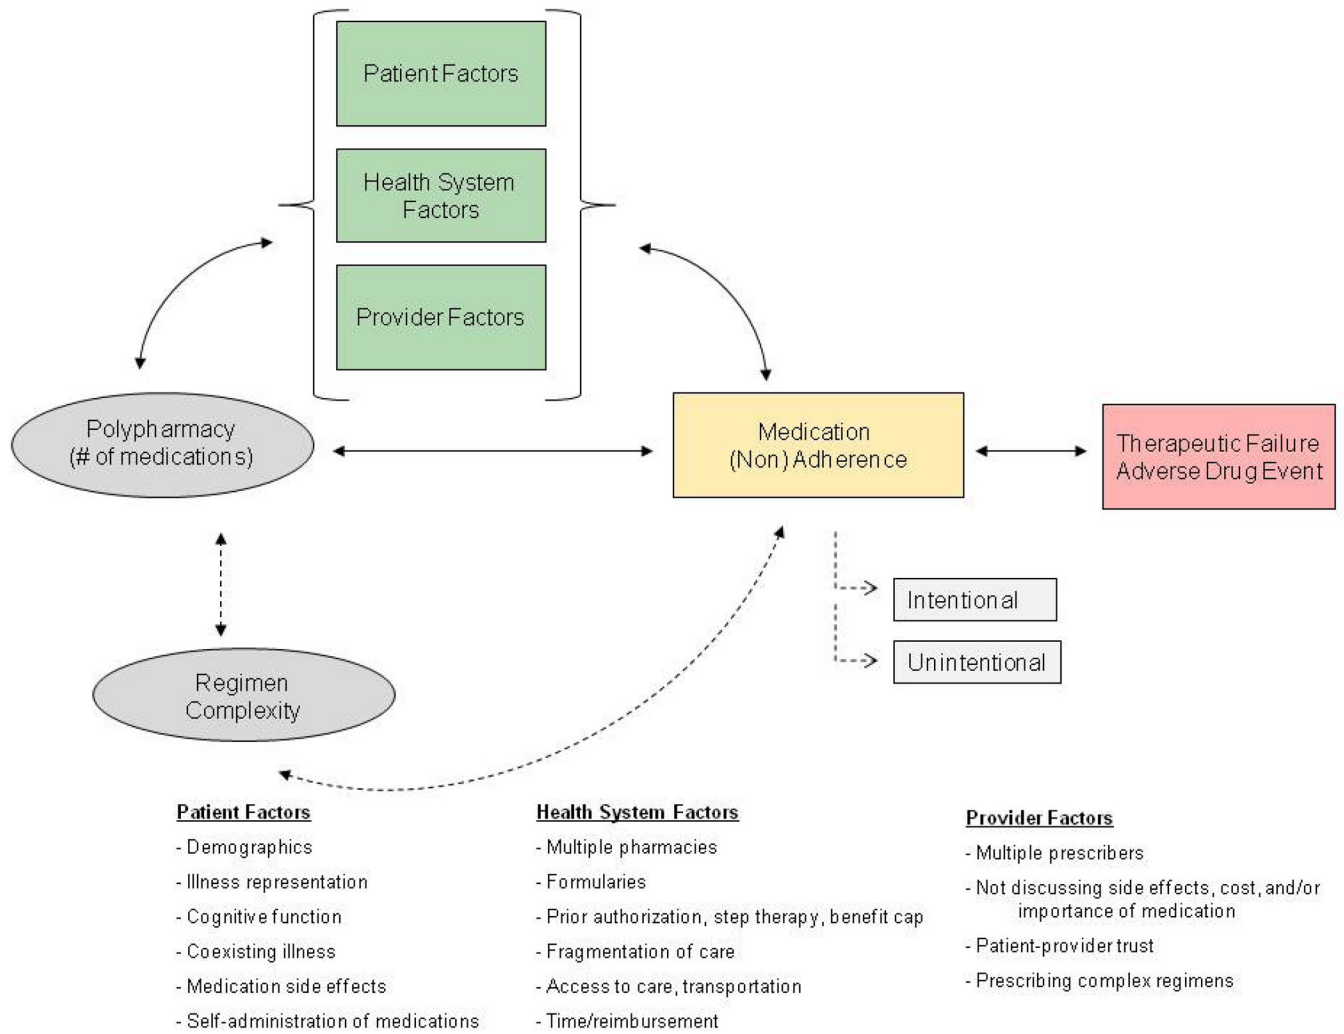 Patient Factors
Health System
Factors
Provider Factors
Polypharmacy
(# of medications)
Medication
(Non) Adherence
Therapeutic Failure
Adverse Drug Event
Intentional
Unintentional
Regimen
Complexity
Patient Factors
- Demographics
- Illness representation
- Cognitive function
- Coexisting illness
- Medication side effects
- Self-administration of medications
Health System Factors
- Multiple pharmacies
- Formularies
- Prior authorization, step therapy, benefit cap
- Fragmentation of care
- Access to care, transportation
- Time/reimbursement
Provider Factors
- Multiple prescribers
- Not discussing side effects, cost, and/or
importance of medication
- Patient-provider trust
- Prescribing complex regimens